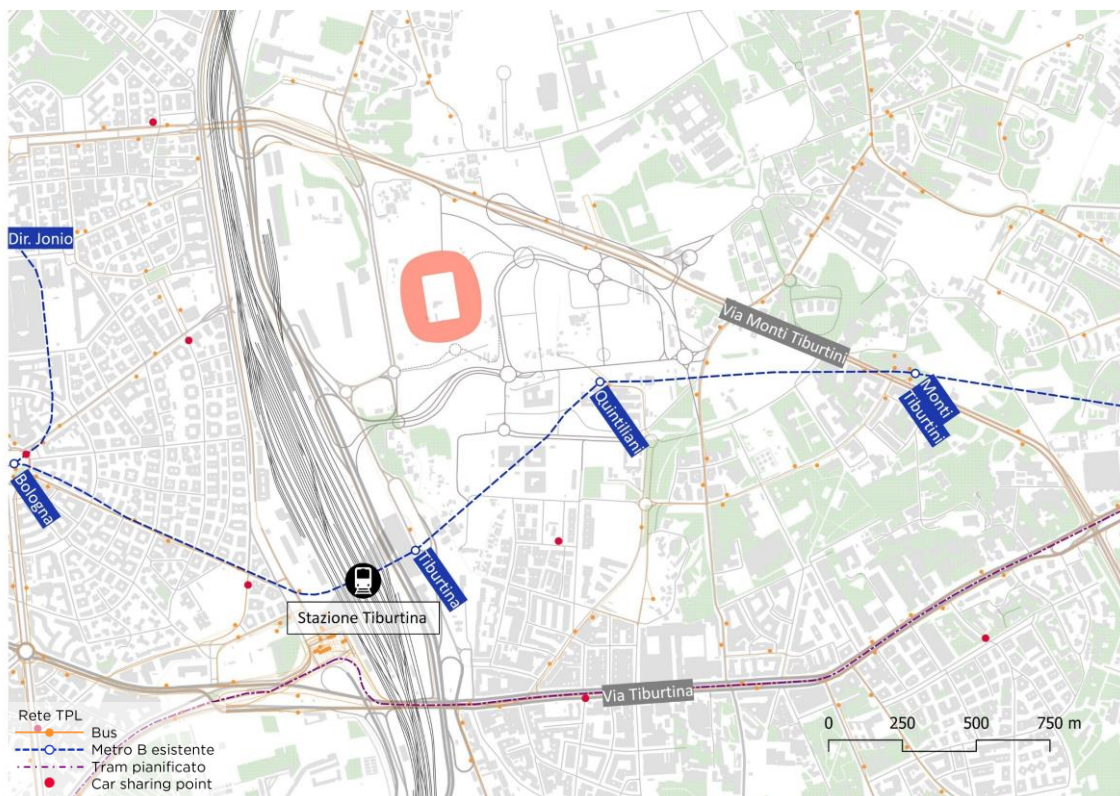 Dir. Jonio
Via Monti Tiburtini
Monti
Tiburtini
Quintiliani
Bologna
Tiburtina
Stazione Tiburtina
Via Tiburtina
0 250 500 750 m
Rete TPL
Bus
Metro B esistente
Tram pianificato
Car sharing point